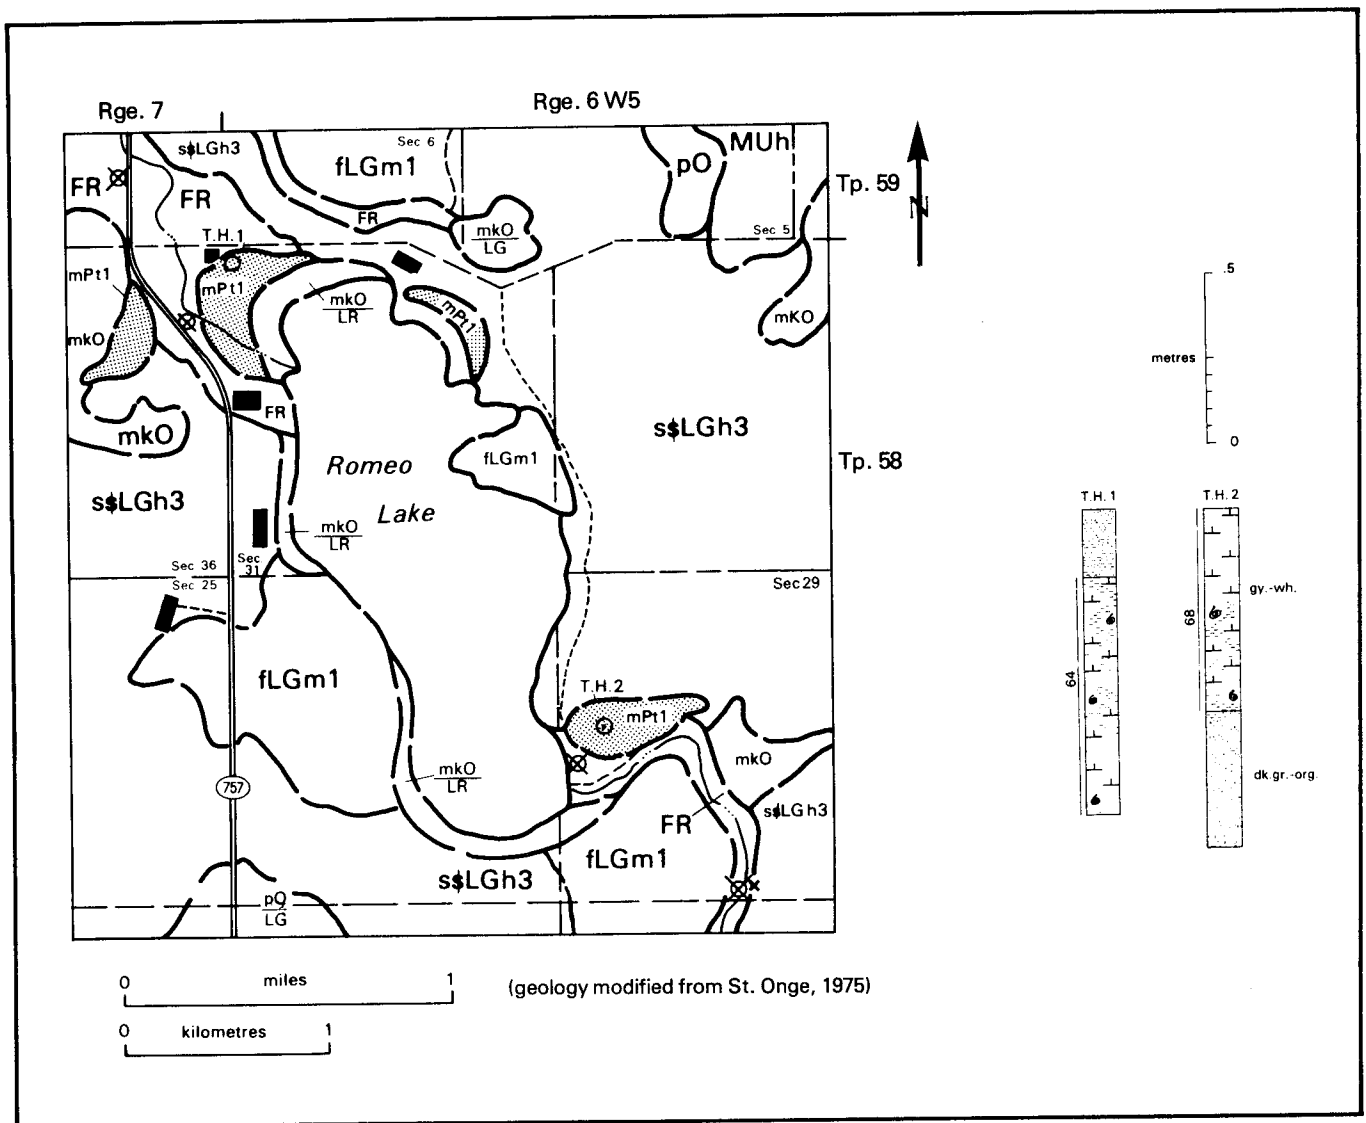 Rge. 7
Rge. 6 W5
s$LGh3
Sec 6
fLGm1
pO
MUh
Tp. 59
FR
FR
FR
mkO
LG
Sec 5
N
T.H.1
mPt1
mPt1
mkO
LR
mPt1
mKO
mkO
.5
metres
0
mkO
s$LGh3
FR
Romeo
Lake
fLGm1
s$LGh3
Tp. 58
mkO
LR
Sec 36
Sec
31
Sec 25
Sec 29
T.H. 1
T.H. 2
gy.-wh.
68
64
dk.gr.-org.
fLGm1
T.H.2
mPt1
mkO
mkO
LR
757
FR
s$LGh3
fLGm1
s$LGh3
pO
LG
0 miles 1
(geology modified from St. Onge, 1975)
0 kilometres 1